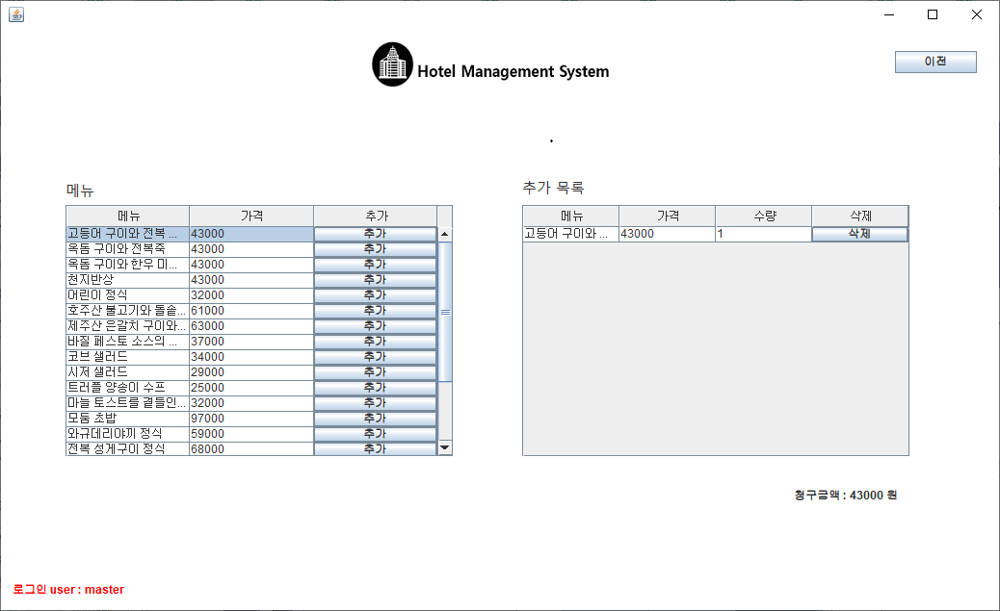 Hotel Management System
이전
메뉴
메뉴 가격 추가
고등어 구이와 전복 ... 43000 추가
옥돔 구이와 전복죽 43000 추가
옥돔 구이와 한우 미... 43000 추가
천지반상 43000 추가
어린이 정식 32000 추가
호주산 불고기와 돌솥... 61000 추가
제주산 은갈치 구이와... 63000 추가
바질 페스토 소스의 ... 37000 추가
코브 샐러드 34000 추가
시저 샐러드 29000 추가
트러플 양송이 수프 25000 추가
마늘 토스트를 곁들인... 32000 추가
모둠 초밥 97000 추가
와규데리야끼 정식 59000 추가
전복 성게구이 정식 68000 추가
추가 목록
메뉴 가격 수량 삭제
고등어 구이와 ... 43000 1 삭제
청구금액 : 43000 원
로그인 user : master